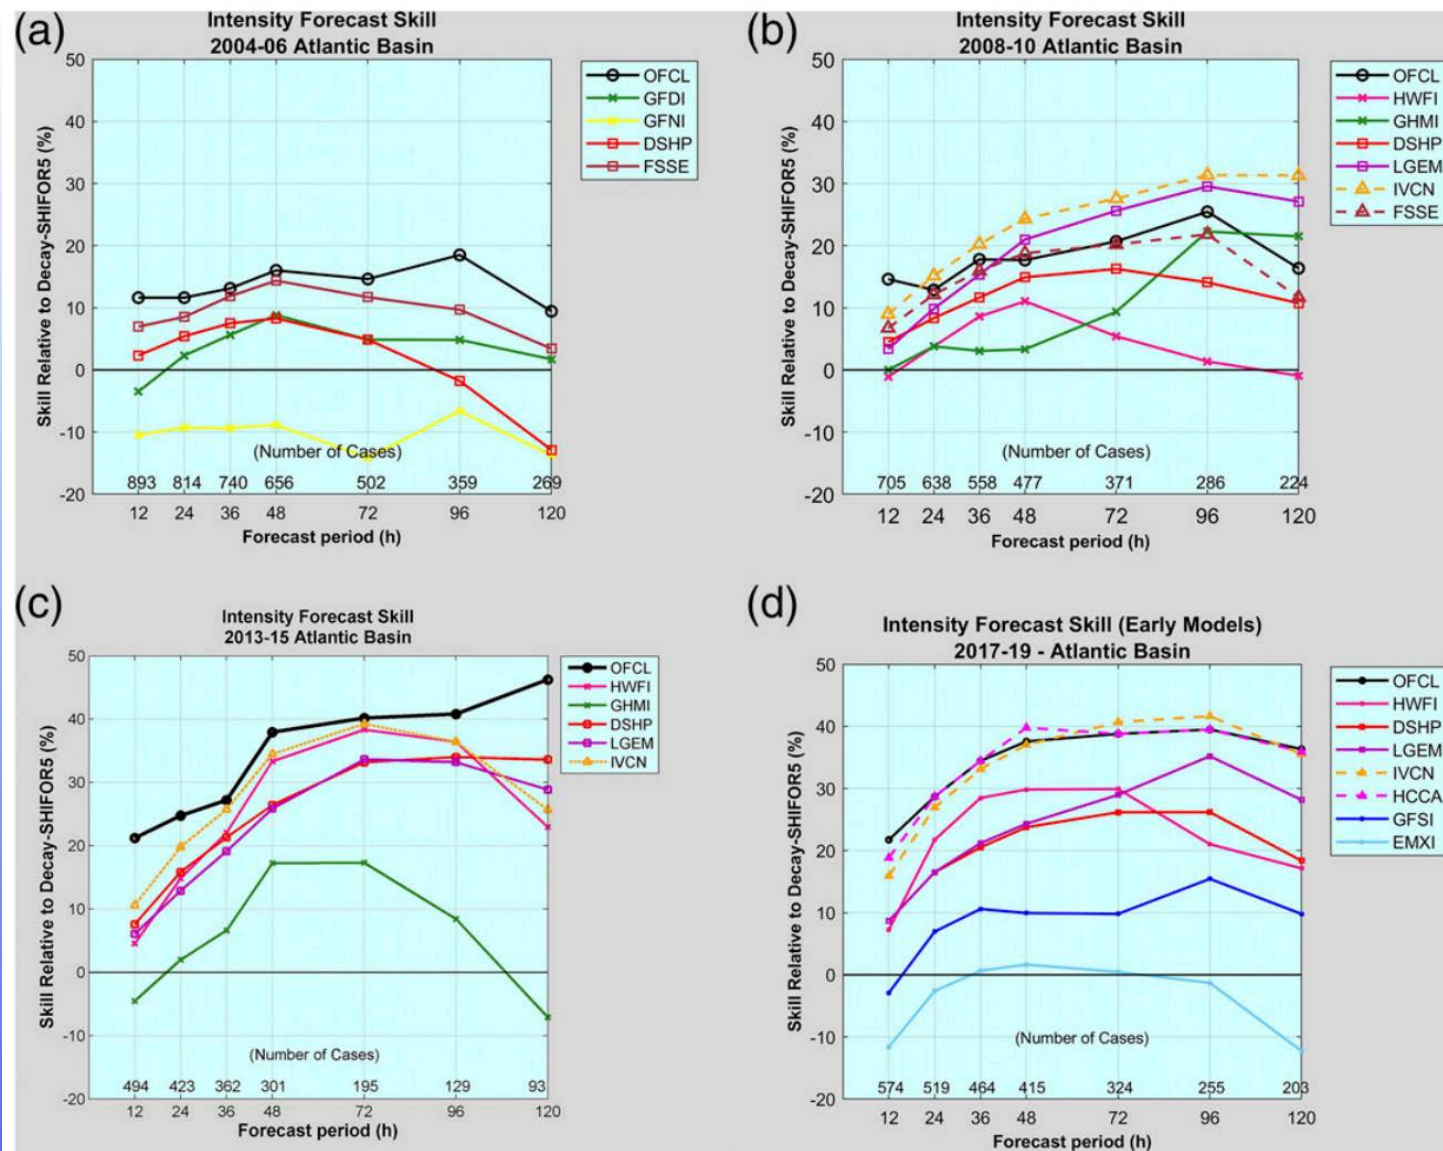 (a)
Intensity Forecast Skill
2004-06 Atlantic Basin
Skill Relative to Decay-SHIFOR5 (%)
50
40
30
20
10
0
-10
-20
OFCL
GFDI
GFNI
DSHP
FSSE
(Number of Cases)
893 814 740 656 502 359 269
12 24 36 48 72 96 120
Forecast period (h)
(b)
Intensity Forecast Skill
2008-10 Atlantic Basin
Skill Relative to Decay-SHIFOR5 (%)
50
40
30
20
10
0
-10
-20
OFCL
HWFI
GHMI
DSHP
LGEM
IVCN
FSSE
(Number of Cases)
705 638 558 477 371 286 224
12 24 36 48 72 96 120
Forecast period (h)
(c)
Intensity Forecast Skill
2013-15 Atlantic Basin
Skill Relative to Decay-SHIFOR5 (%)
50
40
30
20
10
0
-10
-20
OFCL
HWFI
GHMI
DSHP
LGEM
IVCN
(Number of Cases)
494 423 362 301 195 129 93
12 24 36 48 72 96 120
Forecast period (h)
(d)
Intensity Forecast Skill (Early Models)
2017-19 - Atlantic Basin
Skill Relative to Decay-SHIFOR5 (%)
50
40
30
20
10
0
-10
-20
OFCL
HWFI
DSHP
LGEM
IVCN
HCCA
GFSI
EMXI
(Number of Cases)
574 519 464 415 324 255 203
12 24 36 48 72 96 120
Forecast period (h)